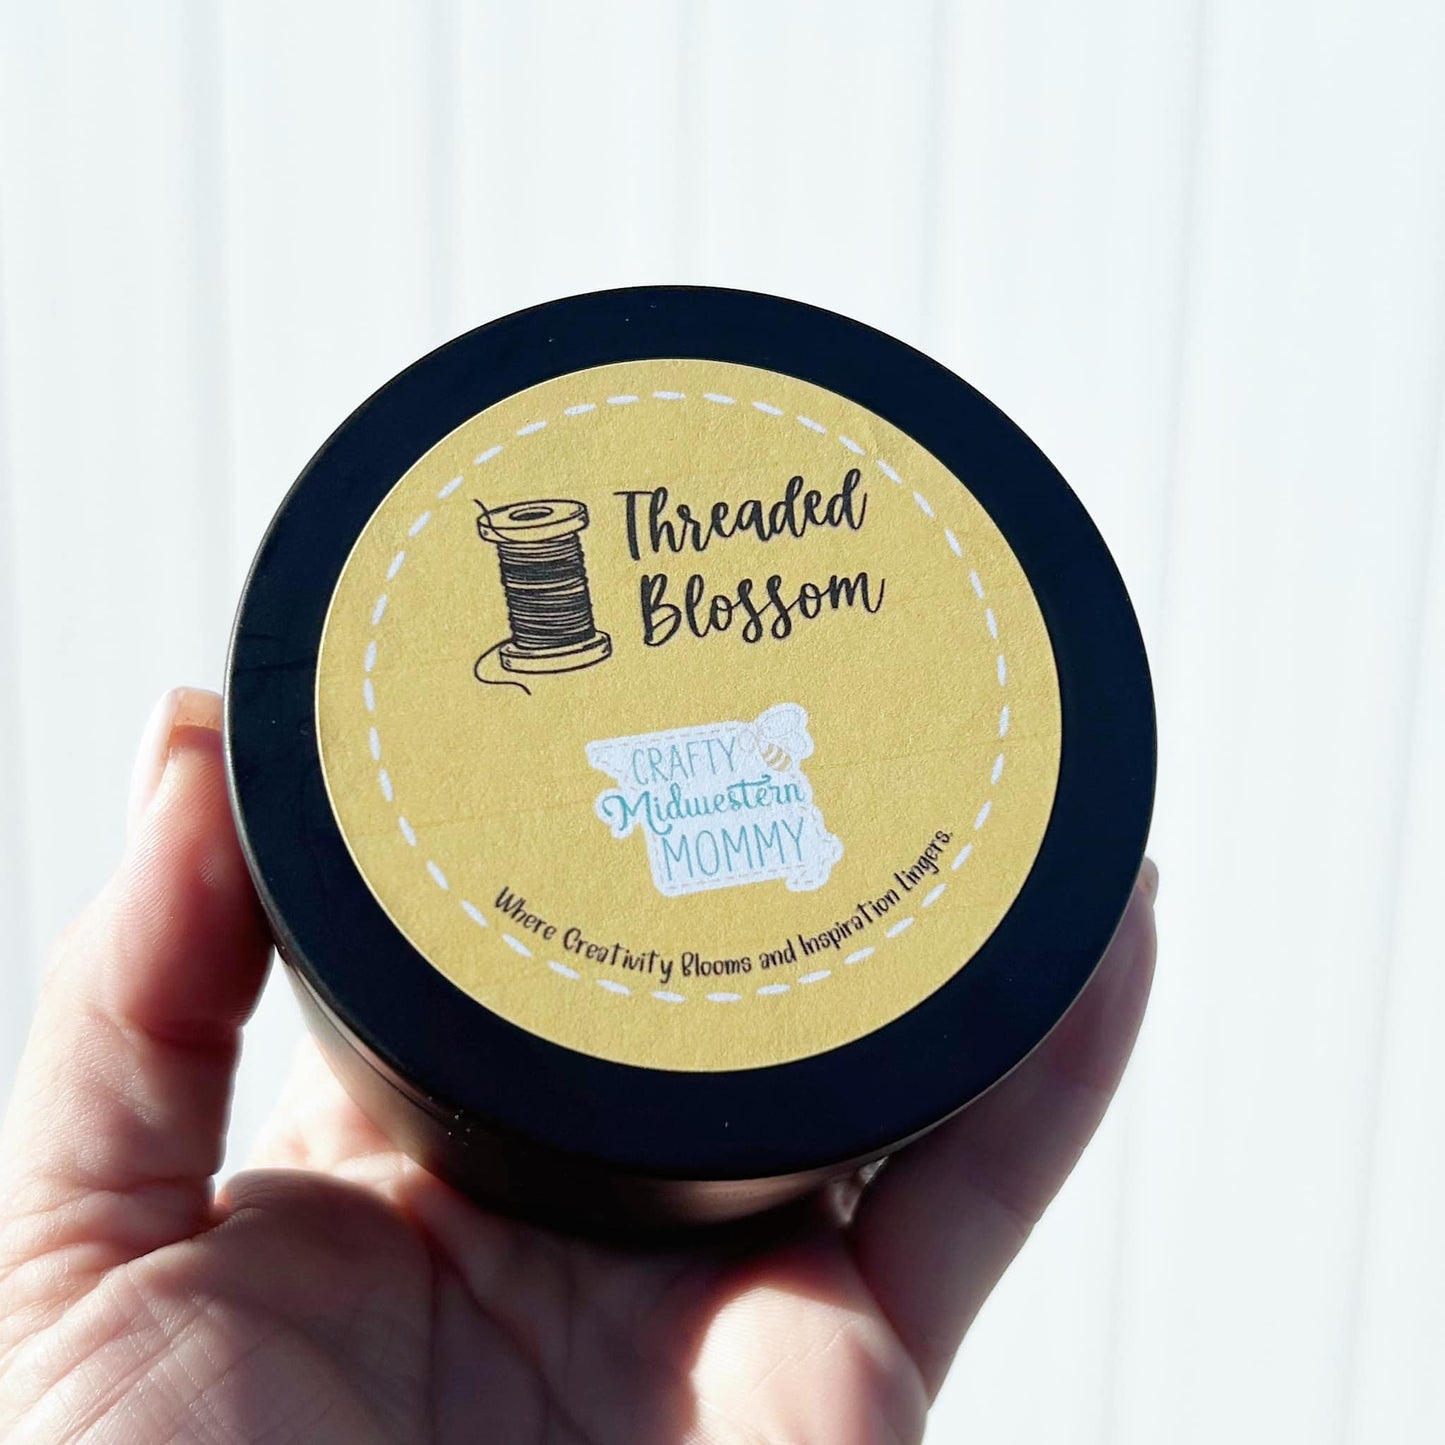 Threaded
Blossom
CRAFTY
Midwestern
MOMMY
Where Creativity Blooms and Inspiration Lingers.